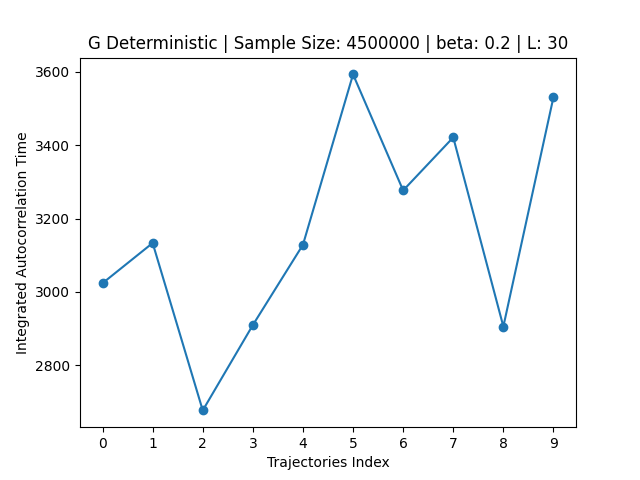 G Deterministic | Sample Size: 4500000 | beta: 0.2 | L: 30
Integrated Autocorrelation Time
3600
3400
3200
3000
2800
0 1 2 3 4 5 6 7 8 9
Trajectories Index